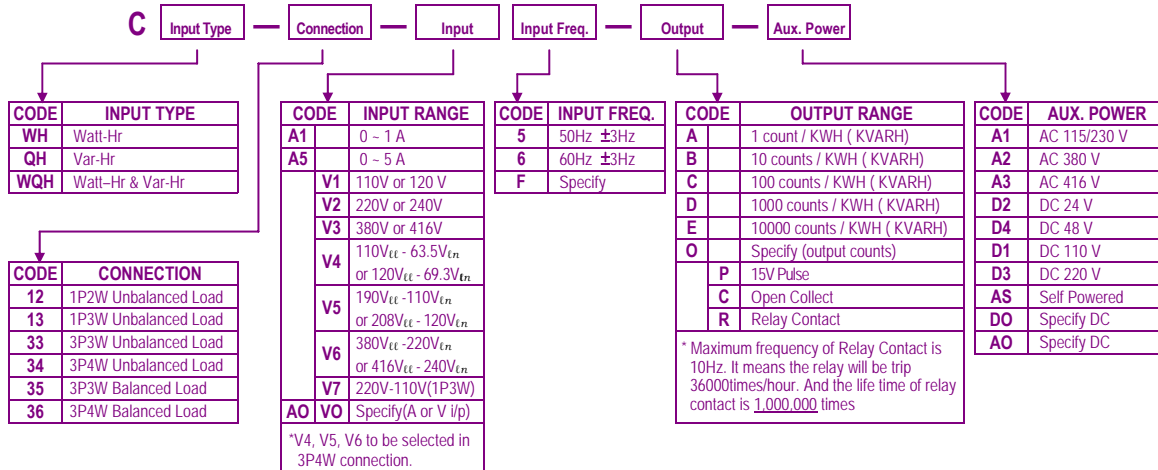 C Input Type — Connection — Input Input Freq. — Output — Aux. Power
CODE INPUT TYPE
WH Watt-Hr
QH Var-Hr
WQH Watt–Hr & Var-Hr
CODE CONNECTION
12 1P2W Unbalanced Load
13 1P3W Unbalanced Load
33 3P3W Unbalanced Load
34 3P4W Unbalanced Load
35 3P3W Balanced Load
36 3P4W Balanced Load
CODE INPUT RANGE
A1 0 ~ 1 A
A5 0 ~ 5 A
V1 110V or 120 V
V2 220V or 240V
V3 380V or 416V
V4 110Vℓℓ - 63.5Vℓn
or 120Vℓℓ - 69.3Vℓn
V5 190Vℓℓ -110Vℓn
or 208Vℓℓ - 120Vℓn
V6 380Vℓℓ -220Vℓn
or 416Vℓℓ - 240Vℓn
V7 220V-110V(1P3W)
AO VO Specify(A or V i/p)
*V4, V5, V6 to be selected in
3P4W connection.
CODE INPUT FREQ.
5 50Hz ±3Hz
6 60Hz ±3Hz
F Specify
CODE OUTPUT RANGE
A 1 count / KWH ( KVARH)
B 10 counts / KWH ( KVARH)
C 100 counts / KWH ( KVARH)
D 1000 counts / KWH ( KVARH)
E 10000 counts / KWH ( KVARH)
O Specify (output counts)
P 15V Pulse
C Open Collect
R Relay Contact
* Maximum frequency of Relay Contact is
10Hz. It means the relay will be trip
36000times/hour. And the life time of relay
contact is 1,000,000 times
CODE AUX. POWER
A1 AC 115/230 V
A2 AC 380 V
A3 AC 416 V
D2 DC 24 V
D4 DC 48 V
D1 DC 110 V
D3 DC 220 V
AS Self Powered
DO Specify DC
AO Specify DC